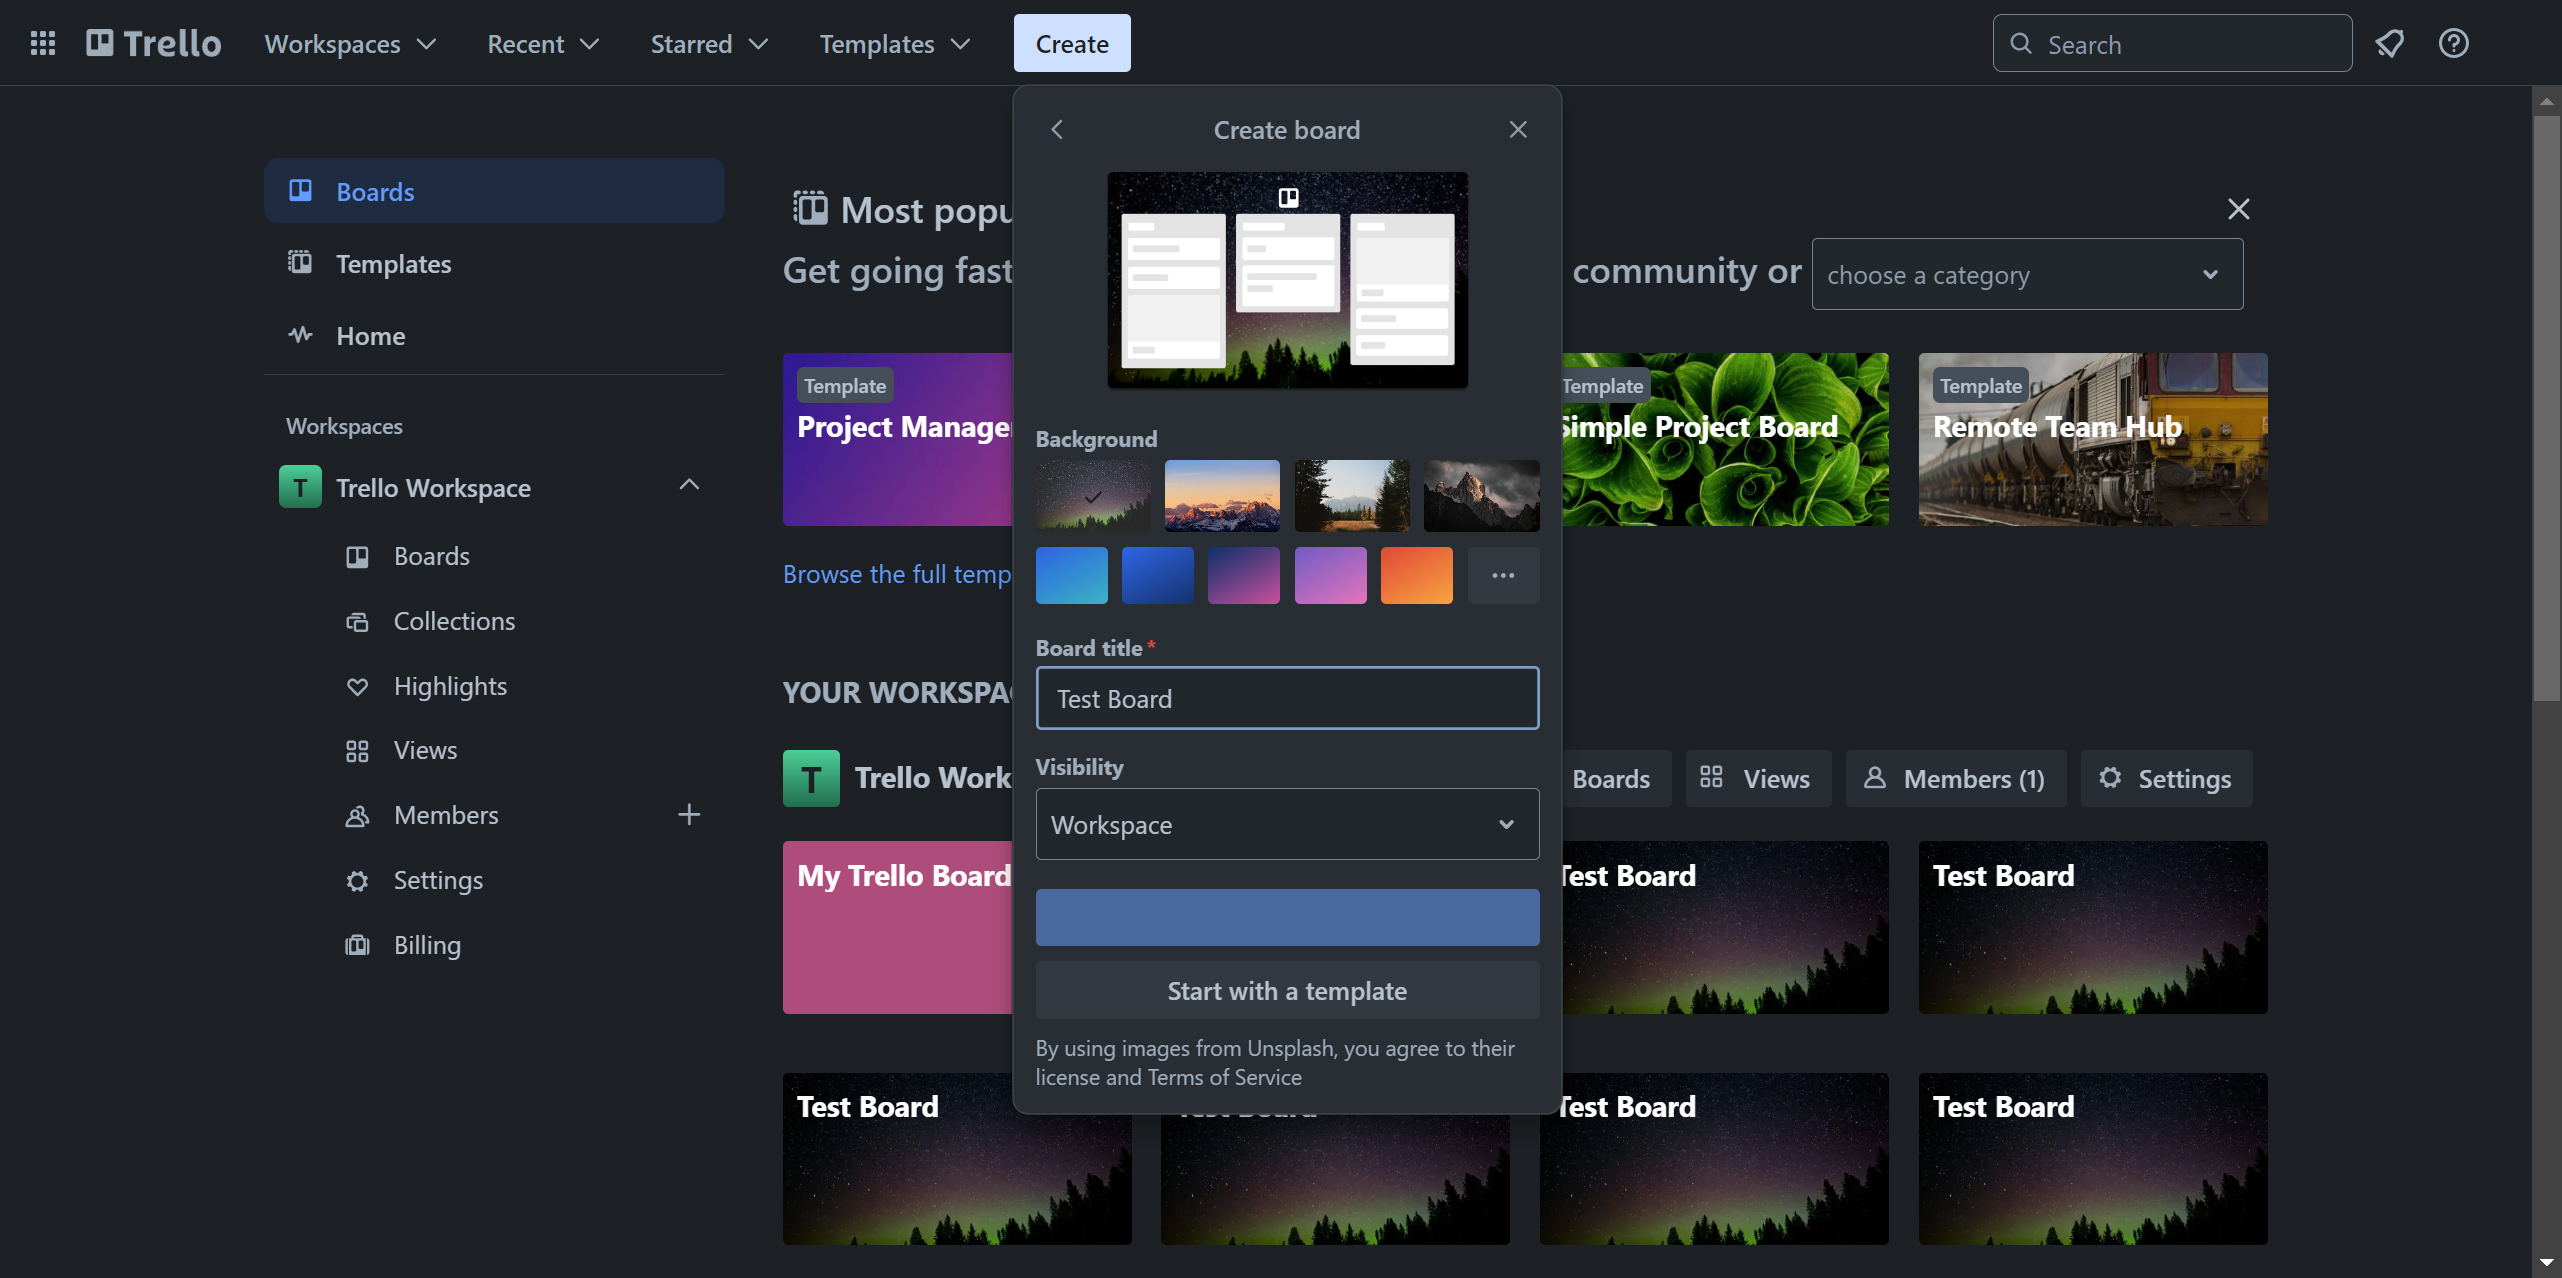 Trello
Workspaces
Recent
Starred
Templates
Create
Search
Boards
Templates
Home
Workspaces
T
Trello Workspace
Boards
Collections
Highlights
Views
Members
Settings
Billing
Most popu
Get going fast
community or
choose a category
Template
Project Manage
Template
Simple Project Board
Template
Remote Team Hub
Browse the full temp
YOUR WORKSPA
T
Trello Work
Boards
Views
Members (1)
Settings
My Trello Board
Test Board
Test Board
Test Board
Test Board
Test Board
Test Board
Create board
Background
Board title *
Test Board
Visibility
Workspace
Start with a template
By using images from Unsplash, you agree to their
license and Terms of Service